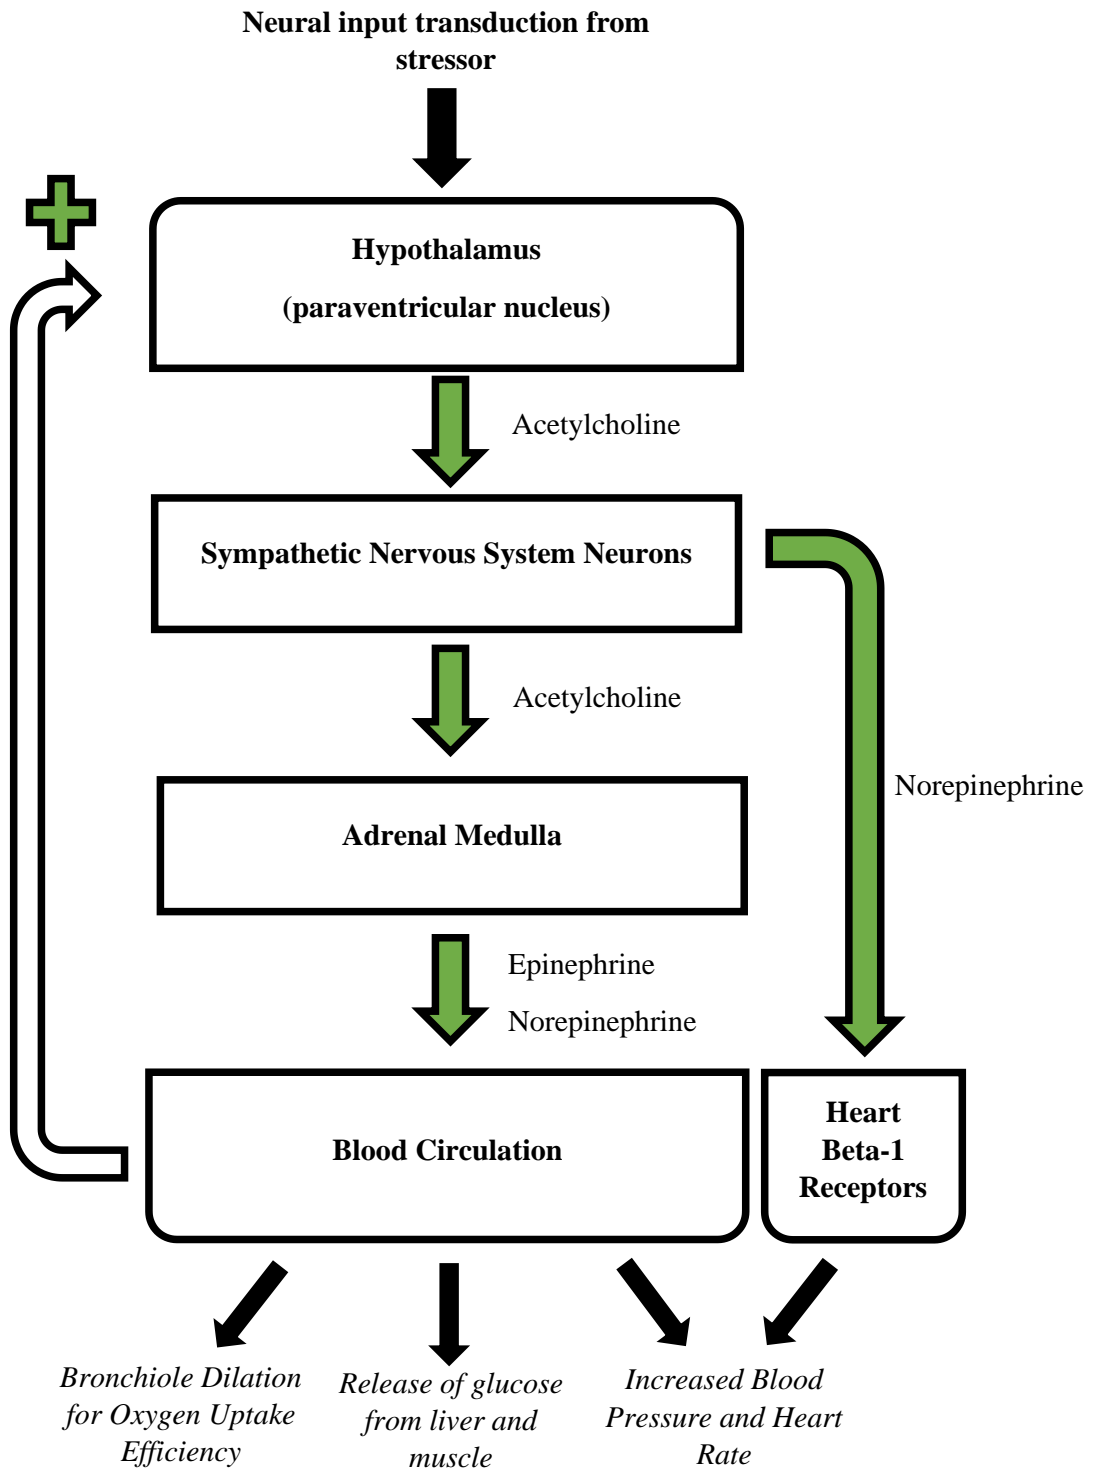 Neural input transduction from
stressor
Hypothalamus
(paraventricular nucleus)
Acetylcholine
Sympathetic Nervous System Neurons
Acetylcholine
Norepinephrine
Adrenal Medulla
Epinephrine
Norepinephrine
Blood Circulation
Heart
Beta-1
Receptors
Bronchiole Dilation
for Oxygen Uptake
Efficiency
Release of glucose
from liver and
muscle
Increased Blood
Pressure and Heart
Rate